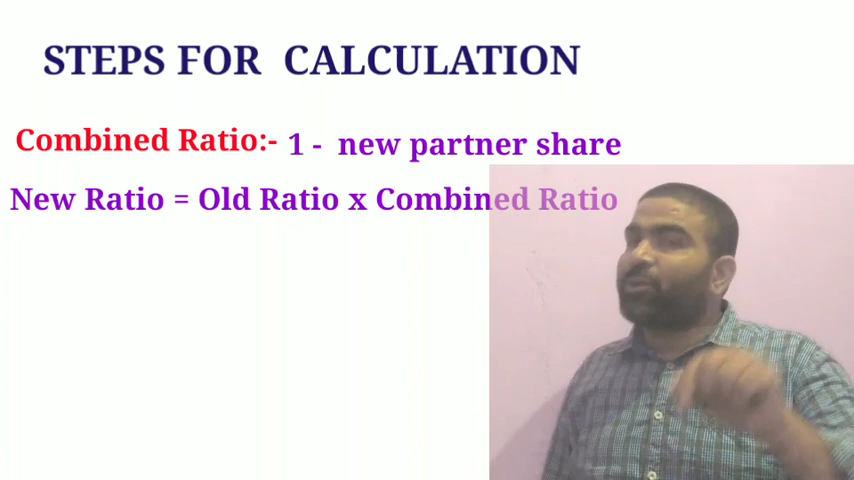 STEPS FOR CALCULATION
Combined Ratio:- 1 - new partner share
New Ratio = Old Ratio x Combined Ratio